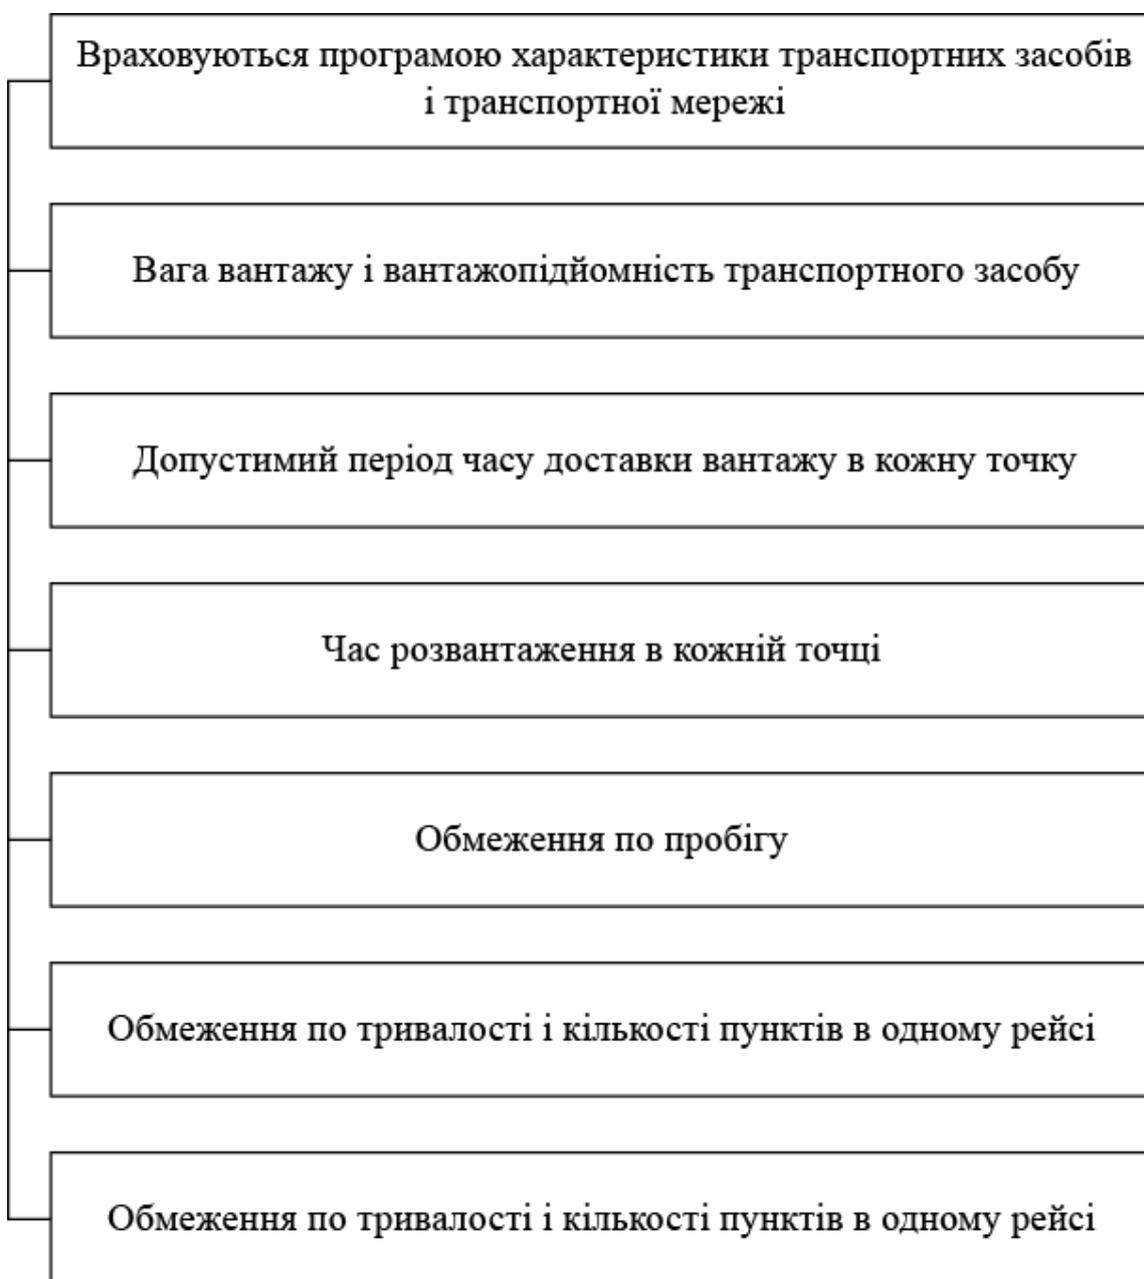 Враховуються програмою характеристики транспортних засобів
і транспортної мережі
Вага вантажу і вантажопідйомність транспортного засобу
Допустимий період часу доставки вантажу в кожну точку
Час розвантаження в кожній точці
Обмеження по пробігу
Обмеження по тривалості і кількості пунктів в одному рейсі
Обмеження по тривалості і кількості пунктів в одному рейсі